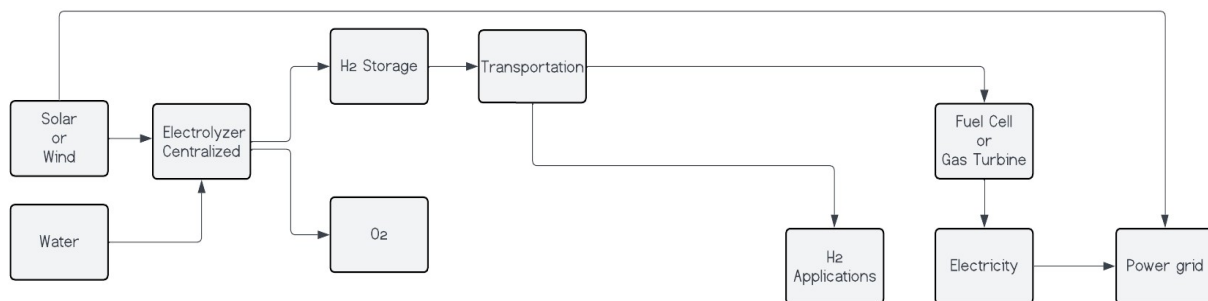 Solar
or
Wind
Water
Electrolyzer
Centralized
H2 Storage
O2
Transportation
H2
Applications
Fuel Cell
or
Gas Turbine
Electricity
Power grid